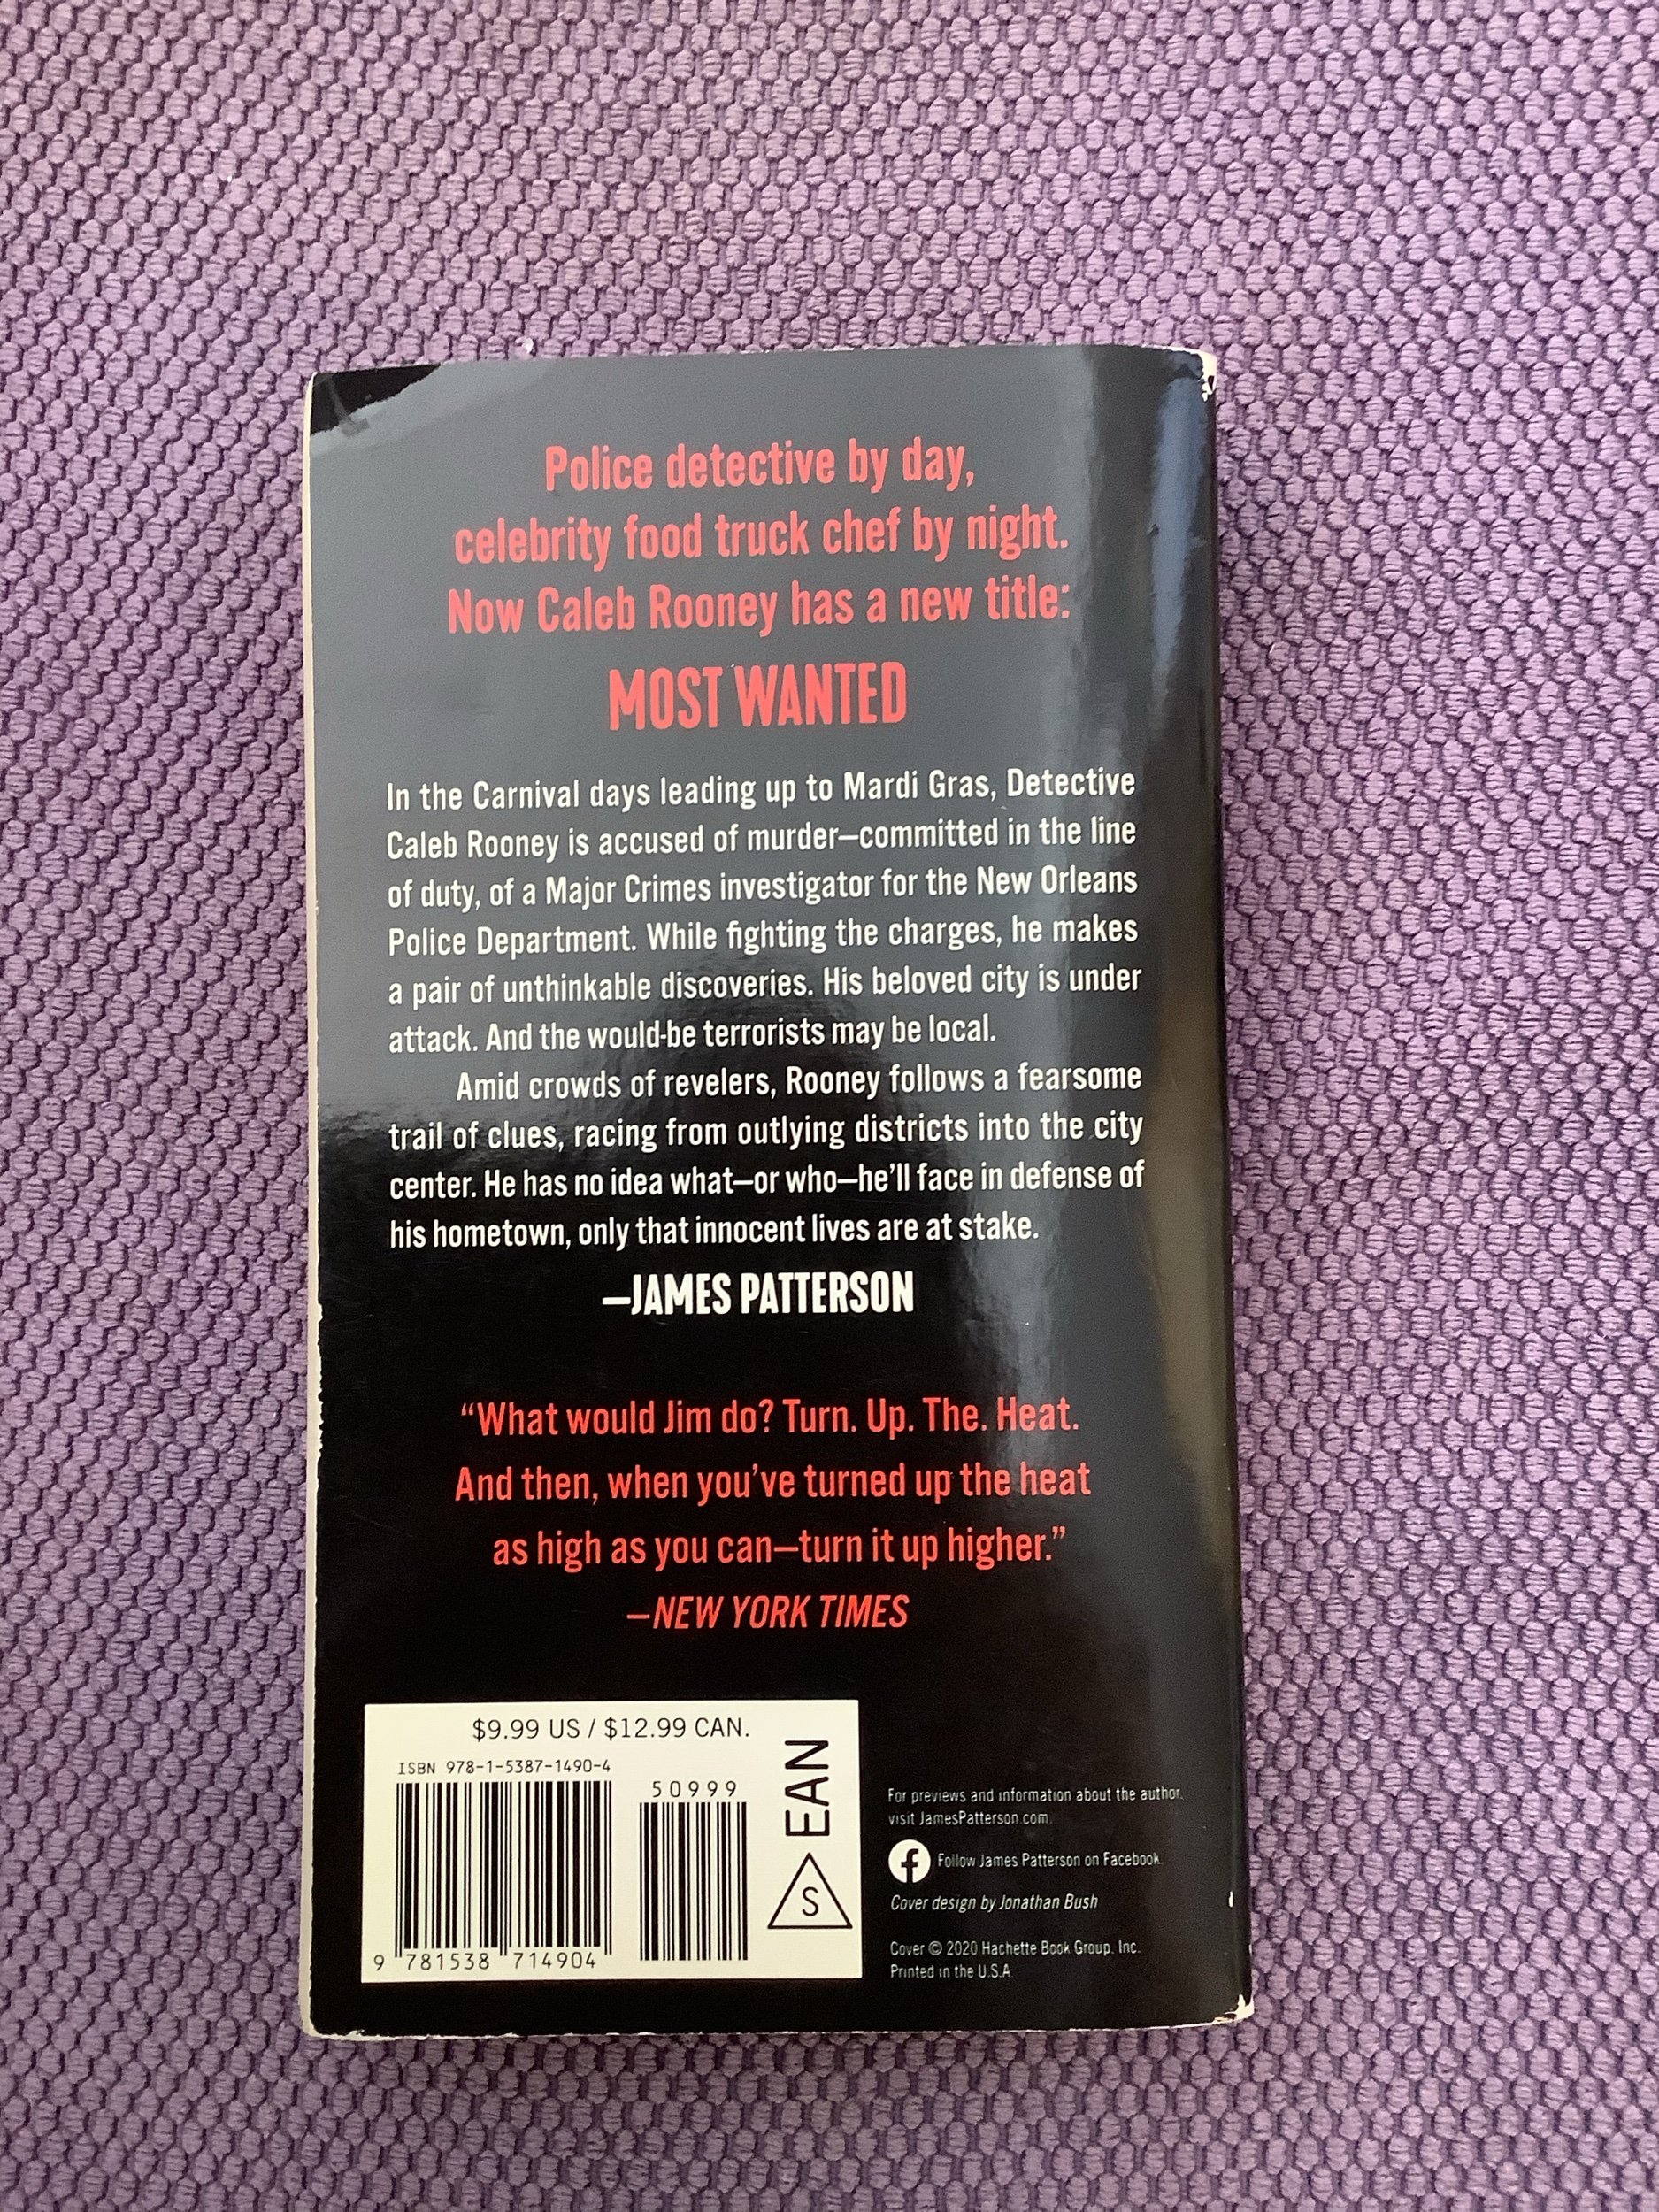 Police detective by day,
celebrity food truck chef by night.
Now Caleb Rooney has a new title:
MOST WANTED
In the Carnival days leading up to Mardi Gras, Detective
Caleb Rooney is accused of murder—committed in the line
of duty, of a Major Crimes investigator for the New Orleans
Police Department. While fighting the charges, he makes
a pair of unthinkable discoveries. His beloved city is under
attack. And the would-be terrorists may be local.
Amid crowds of revelers, Rooney follows a fearsome
trail of clues, racing from outlying districts into the city
center. He has no idea what—or who—he'll face in defense of
his hometown, only that innocent lives are at stake.
—JAMES PATTERSON
“What would Jim do? Turn. Up. The. Heat.
And then, when you've turned up the heat
as high as you can—turn it up higher.”
—NEW YORK TIMES
$9.99 US / $12.99 CAN.
ISBN 978-1-5387-1490-4
50999
9 781538 714904
EAN
S
For previews and information about the author,
visit JamesPatterson.com.
Follow James Patterson on Facebook.
Cover design by Jonathan Bush
Cover © 2020 Hachette Book Group, Inc.
Printed in the U.S.A.